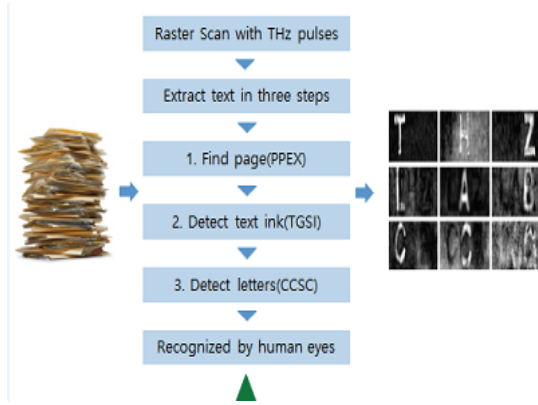 Raster Scan with THz pulses
Extract text in three steps
1. Find page(PPEX)
2. Detect text ink(TGSI)
3. Detect letters(CCSC)
Recognized by human eyes
T H Z
L A B
C C